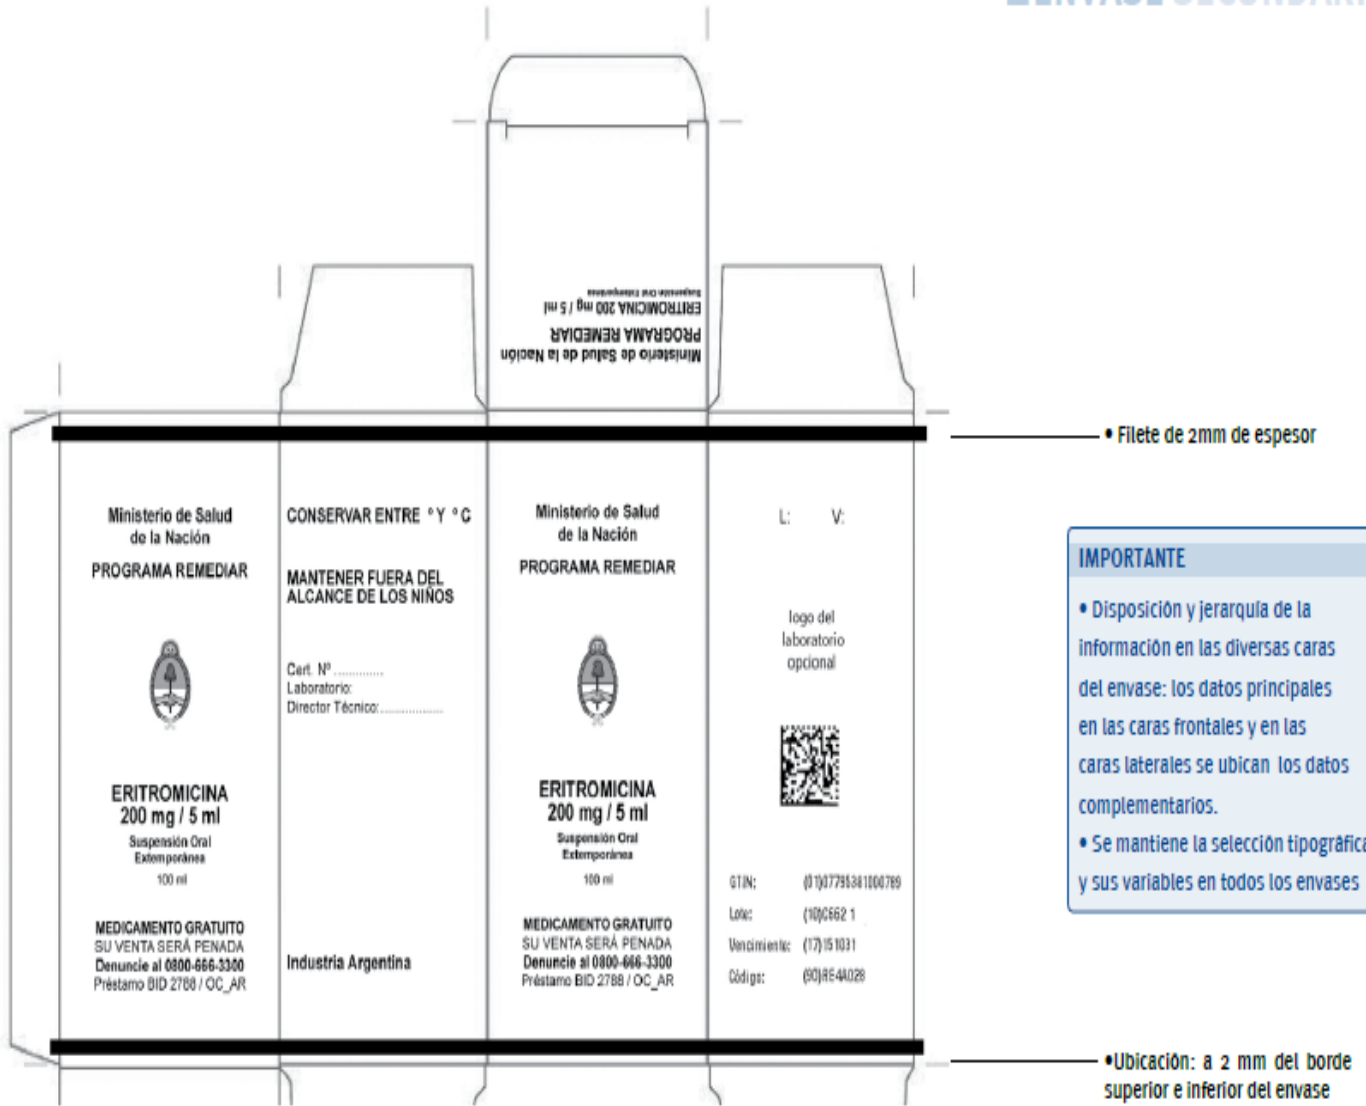 ENVASE SECUNDARI
Suspensión Oral Extemporánea
ERITROMICINA 200 mg / 5 ml
PROGRAMA REMEDIAR
Ministerio de Salud de la Nación
• Filete de 2mm de espesor
Ministerio de Salud
de la Nación
PROGRAMA REMEDIAR
ERITROMICINA
200 mg / 5 ml
Suspensión Oral
Extemporánea
100 ml
MEDICAMENTO GRATUITO
SU VENTA SERÁ PENADA
Denuncie al 0800-666-3300
Préstamo BID 2788 / OC_AR
CONSERVAR ENTRE º Y º C
MANTENER FUERA DEL
ALCANCE DE LOS NIÑOS
Cert. Nº .............
Laboratorio:
Director Técnico:.................
Industria Argentina
Ministerio de Salud
de la Nación
PROGRAMA REMEDIAR
ERITROMICINA
200 mg / 5 ml
Suspensión Oral
Extemporánea
100 ml
MEDICAMENTO GRATUITO
SU VENTA SERÁ PENADA
Denuncie al 0800-666-3300
Préstamo BID 2788 / OC_AR
L: V:
logo del
laboratorio
opcional
GTIN:
Lote: (10)C662 1
Vencimiento: (17)151031
Código:
IMPORTANTE
• Disposición y jerarquía de la
información en las diversas caras
del envase: los datos principales
en las caras frontales y en las
caras laterales se ubican los datos
complementarios.
• Se mantiene la selección tipográfica
y sus variables en todos los envases
•Ubicación: a 2 mm del borde
superior e inferior del envase